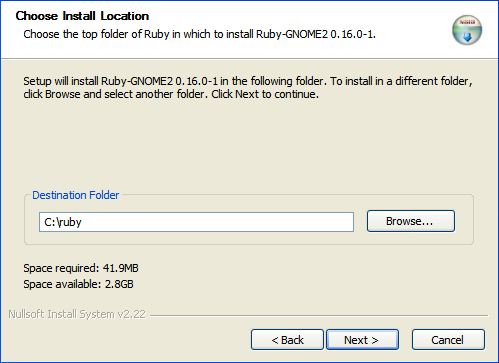 Choose Install Location
Choose the top folder of Ruby in which to install Ruby-GNOME2 0.16.0-1.
Setup will install Ruby-GNOME2 0.16.0-1 in the following folder. To install in a different folder,
click Browse and select another folder. Click Next to continue.
Destination Folder
C:\ruby
Browse...
Space required: 41.9MB
Space available: 2.8GB
Nullsoft Install System v2.22
< Back
Next >
Cancel